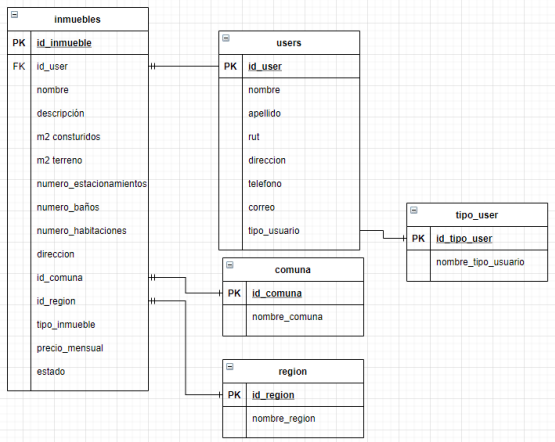 inmuebles
PK id_inmueble
FK id_user
nombre
descripción
m2 consturidos
m2 terreno
numero_estacionamientos
numero_baños
numero_habitaciones
direccion
id_comuna
id_region
tipo_inmueble
precio_mensual
estado
users
PK id_user
nombre
apellido
rut
direccion
telefono
correo
tipo_usuario
tipo_user
PK id_tipo_user
nombre_tipo_usuario
comuna
PK id_comuna
nombre_comuna
region
PK id_region
nombre_region